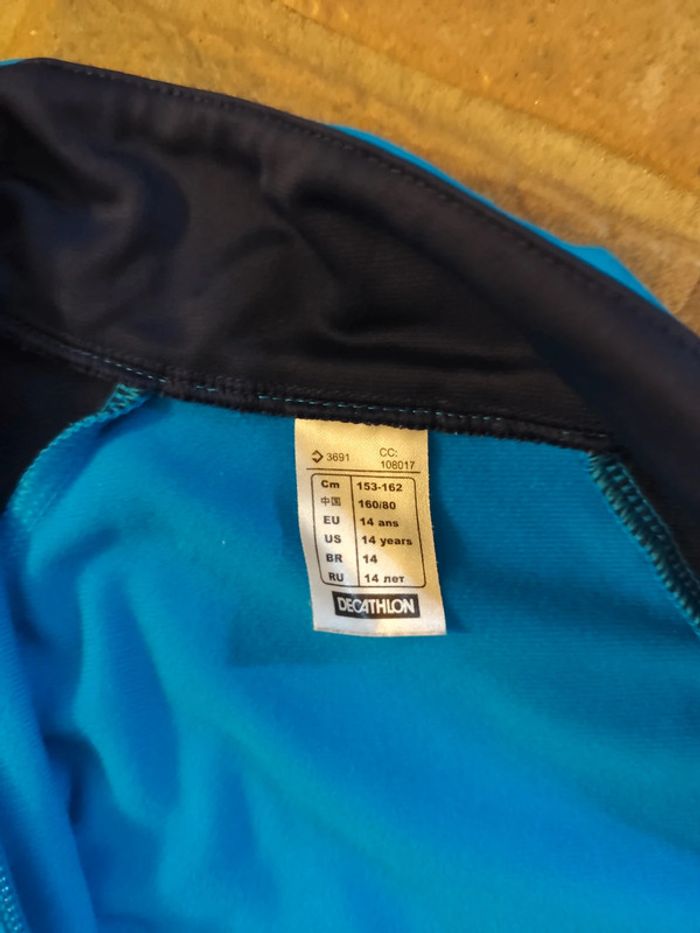 3691 CC:
108017
Cm 153-162
中国 160/80
EU 14 ans
US 14 years
BR 14
RU 14 лет
DECATHLON